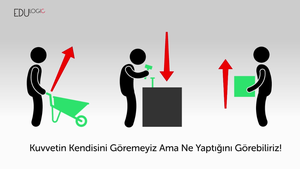 EDULOGIC
Kuvvetin Kendisini Göremeyiz Ama Ne Yaptığını Görebiliriz!